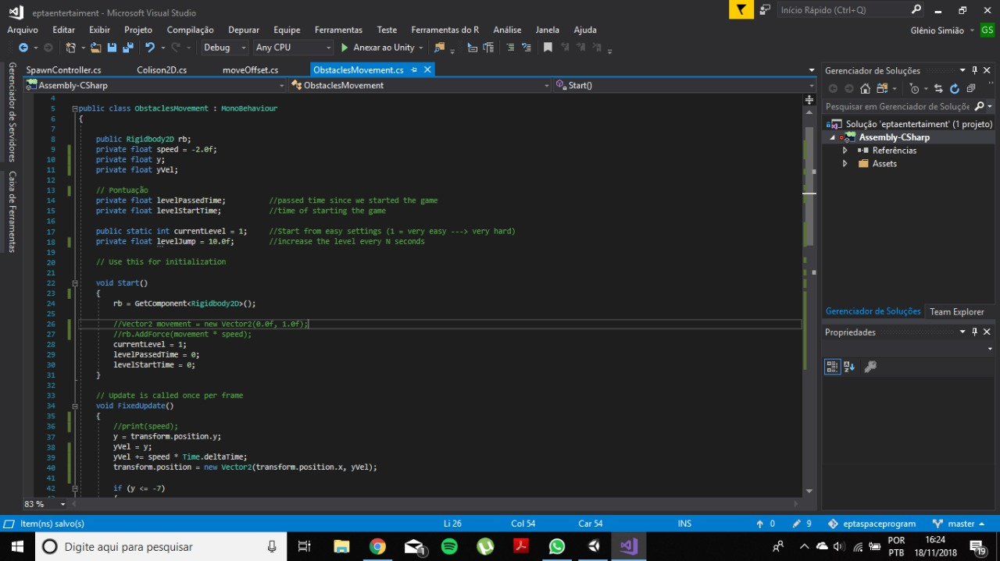 eptaentertaiment - Microsoft Visual Studio
Início Rápido (Ctrl+Q)
Arquivo Editar Exibir Projeto Compilação Depurar Equipe Ferramentas Teste Ferramentas do R Análise Janela Ajuda
Glênio Simião GS
Debug Any CPU Anexar ao Unity
SpawnController.cs Colison2D.cs moveOffset.cs ObstaclesMovement.cs
Assembly-CSharp ObstaclesMovement Start()
Gerenciador de Servidores
Caixa de Ferramentas
4
5 public class ObstaclesMovement : MonoBehaviour
6 {
7
8 public Rigidbody2D rb;
9 private float speed = -2.0f;
10 private float y;
11 private float yVel;
12
13 // Pontuação
14 private float levelPassedTime; //passed time since we started the game
15 private float levelStartTime; //time of starting the game
16
17 public static int currentLevel = 1; //Start from easy settings (1 = very easy ---> very hard)
18 private float levelJump = 10.0f; //increase the level every N seconds
19
20 // Use this for initialization
21
22 void Start()
23 {
24 rb = GetComponent<Rigidbody2D>();
25
26 //Vector2 movement = new Vector2(0.0f, 1.0f);
27 //rb.AddForce(movement * speed);
28 currentLevel = 1;
29 levelPassedTime = 0;
30 levelStartTime = 0;
31 }
32
33 // Update is called once per frame
34 void FixedUpdate()
35 {
36 //print(speed);
37 y = transform.position.y;
38 yVel = y;
39 yVel += speed * Time.deltaTime;
40 transform.position = new Vector2(transform.position.x, yVel);
41
42 if (y <= -7)
83 %
Gerenciador de Soluções
Pesquisar em Gerenciador de Soluçõe
Solução 'eptaentertaiment' (1 projeto)
Assembly-CSharp
Referências
Assets
Gerenciador de Soluções Team Explorer
Propriedades
Item(ns) salvo(s) Li 26 Col 54 Car 54 INS 0 9 eptaspaceprogram master
Digite aqui para pesquisar
1
POR
PTB
16:24
18/11/2018
19